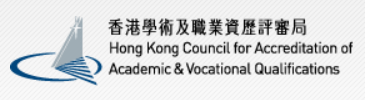 香港學術及職業資歷評審局
Hong Kong Council for Accreditation of
Academic & Vocational Qualifications